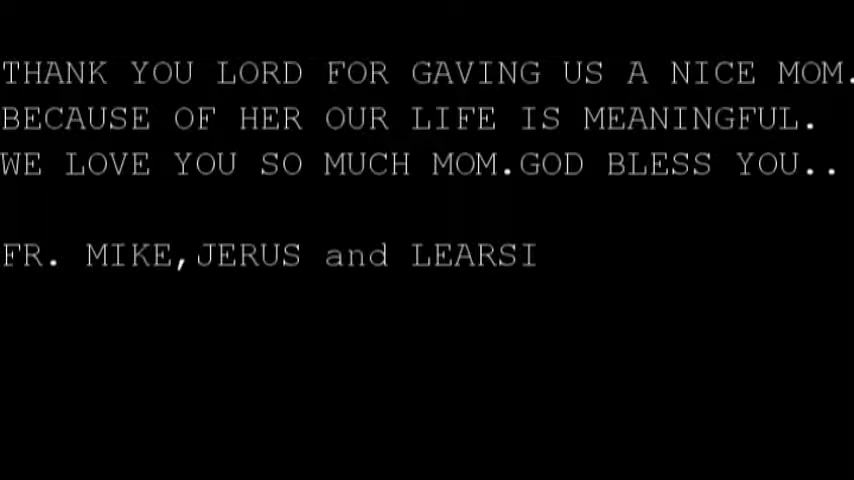 THANK YOU LORD FOR GAVING US A NICE MOM.
BECAUSE OF HER OUR LIFE IS MEANINGFUL.
WE LOVE YOU SO MUCH MOM.GOD BLESS YOU..
FR. MIKE,JERUS and LEARSI